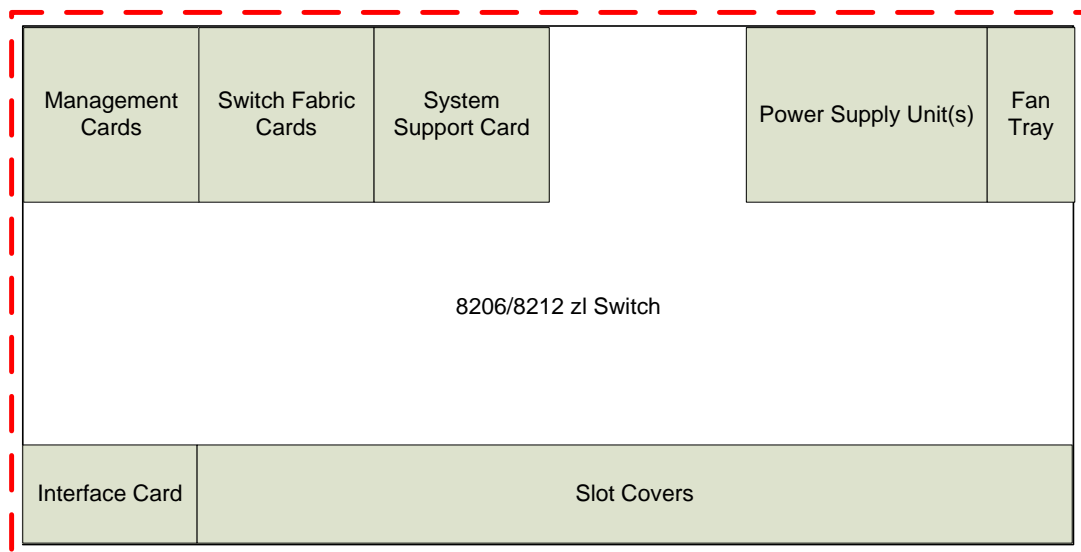 Management
Cards
Switch Fabric
Cards
System
Support Card
Power Supply Unit(s)
Fan
Tray
8206/8212 zl Switch
Interface Card
Slot Covers